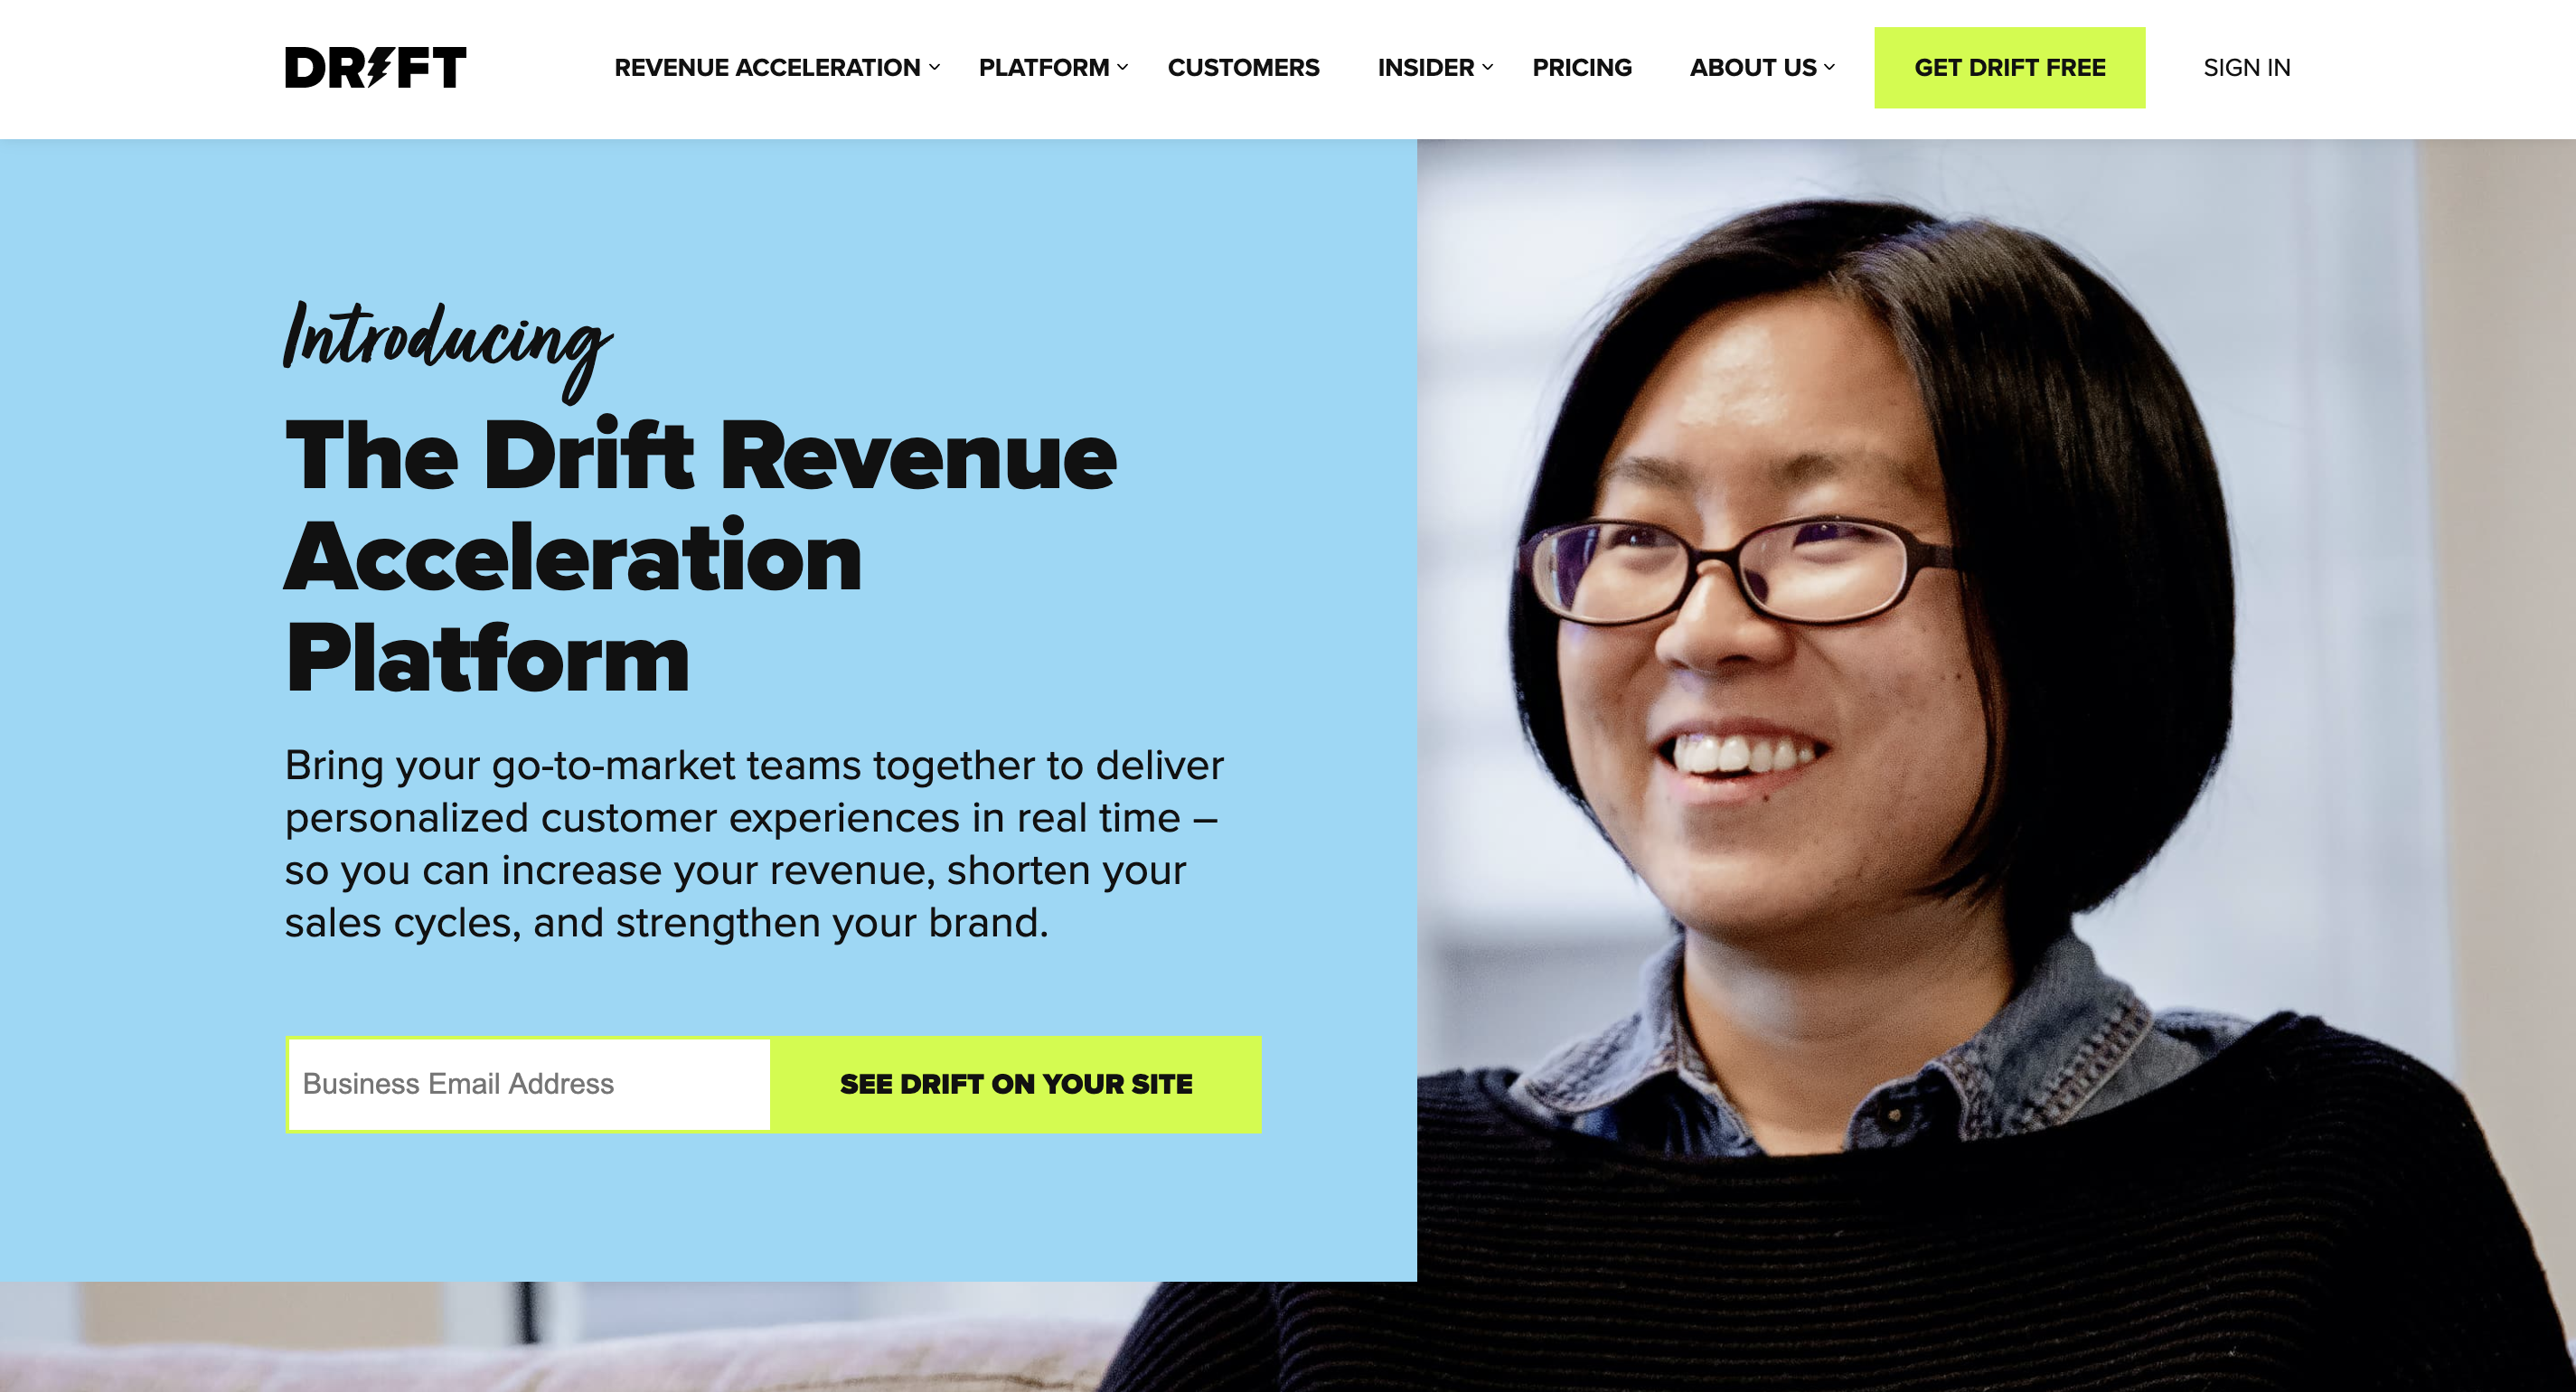 DRIFT
REVENUE ACCELERATION
PLATFORM
CUSTOMERS
INSIDER
PRICING
ABOUT US
GET DRIFT FREE
SIGN IN
Introducing
The Drift Revenue
Acceleration
Platform
Bring your go-to-market teams together to deliver
personalized customer experiences in real time –
so you can increase your revenue, shorten your
sales cycles, and strengthen your brand.
Business Email Address
SEE DRIFT ON YOUR SITE